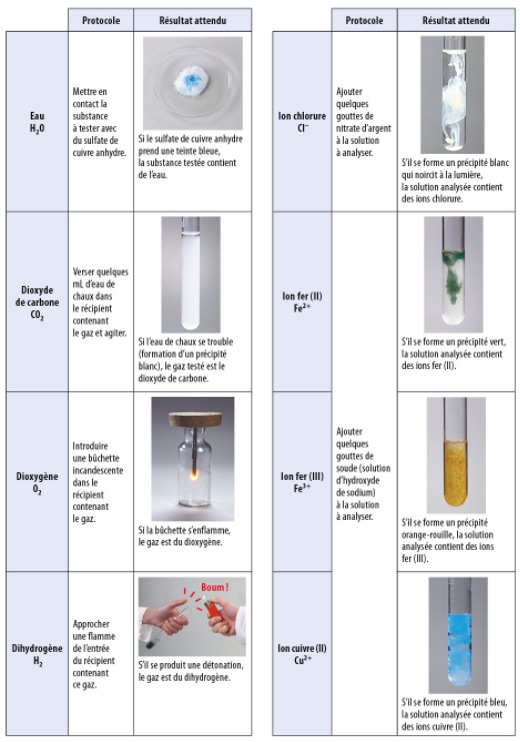 Protocole
Résultat attendu
Eau
H₂O
Mettre en
contact la
substance
à tester avec
du sulfate de
cuivre anhydre.
Si le sulfate de cuivre anhydre
prend une teinte bleue,
la substance testée contient
de l'eau.
Dioxyde
de carbone
CO₂
Verser quelques
mL d'eau de
chaux dans
le récipient
contenant
le gaz et agiter.
Si l'eau de chaux se trouble
(formation d'un précipité
blanc), le gaz testé est le
dioxyde de carbone.
Dioxygène
O₂
Introduire
une bûchette
incandescente
dans le
récipient
contenant
le gaz.
Si la bûchette s'enflamme,
le gaz est du dioxygène.
Dihydrogène
H₂
Approcher
une flamme
de l'entrée
du récipient
contenant
ce gaz.
Boum !
S'il se produit une détonation,
le gaz est du dihydrogène.
Protocole
Résultat attendu
Ion chlorure
Cl⁻
Ajouter
quelques
gouttes de
nitrate d'argent
à la solution
à analyser.
S'il se forme un précipité blanc
qui noircit à la lumière,
la solution analysée contient
des ions chlorure.
Ion fer (II)
Fe²⁺
Ajouter
quelques
gouttes de
soude (solution
d'hydroxyde
de sodium)
à la solution
à analyser.
S'il se forme un précipité vert,
la solution analysée contient
des ions fer (II).
Ion fer (III)
Fe³⁺
S'il se forme un précipité
orange-rouille, la solution
analysée contient des ions
fer (III).
Ion cuivre (II)
Cu²⁺
S'il se forme un précipité bleu,
la solution analysée contient
des ions cuivre (II).